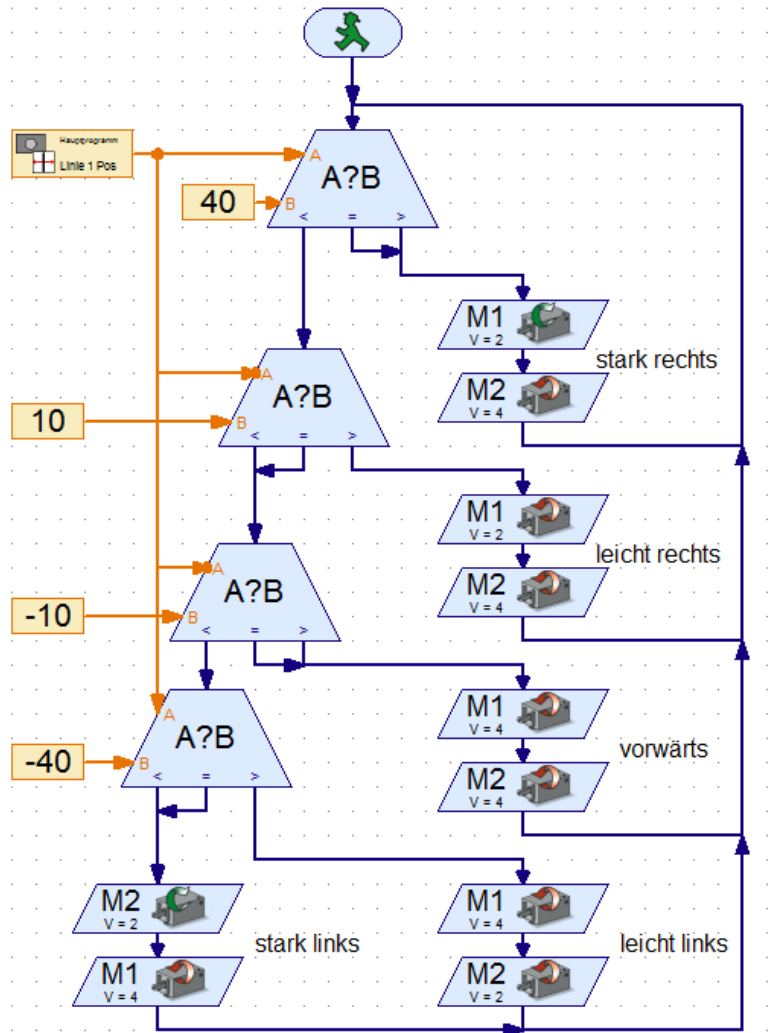 Hauptprogramm
Linie 1 Pos
A
A?B
40
B
< = >
M1
V = 2
stark rechts
M2
V = 4
A
A?B
10
B
< = >
M1
V = 2
leicht rechts
M2
V = 4
A
A?B
-10
B
< = >
M1
V = 4
vorwärts
M2
V = 4
A
A?B
-40
B
< = >
M2
V = 2
stark links
M1
V = 4
M1
V = 4
leicht links
M2
V = 2